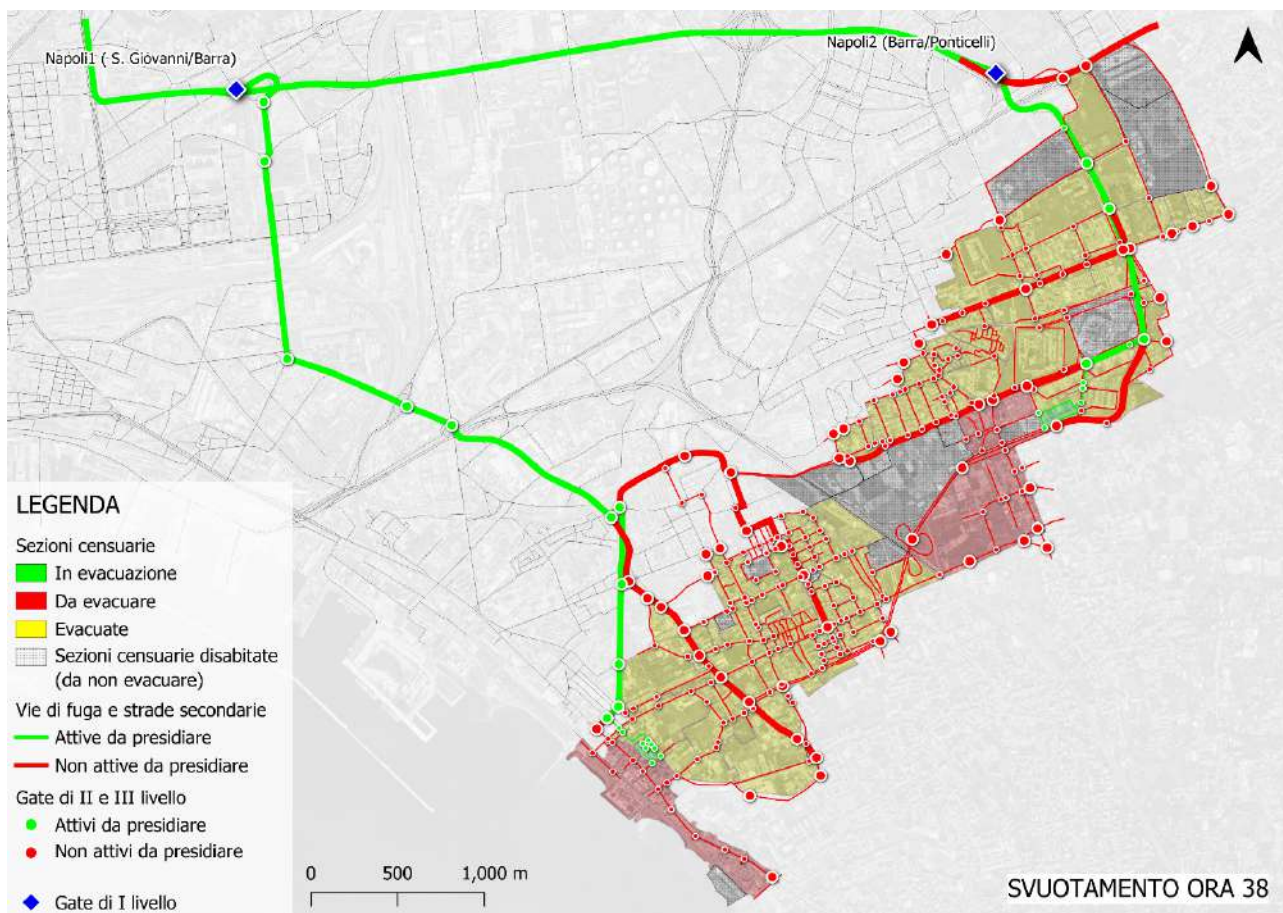 Napoli1 ( S. Giovanni/Barra)
Napoli2 (Barra/Ponticelli)
LEGENDA
Sezioni censuarie
In evacuazione
Da evacuare
Evacuate
Sezioni censuarie disabitate
(da non evacuare)
Vie di fuga e strade secondarie
Attive da presidiare
Non attive da presidiare
Gate di II e III livello
Attivi da presidiare
Non attivi da presidiare
Gate di I livello
0 500 1,000 m
SVUOTAMENTO ORA 38